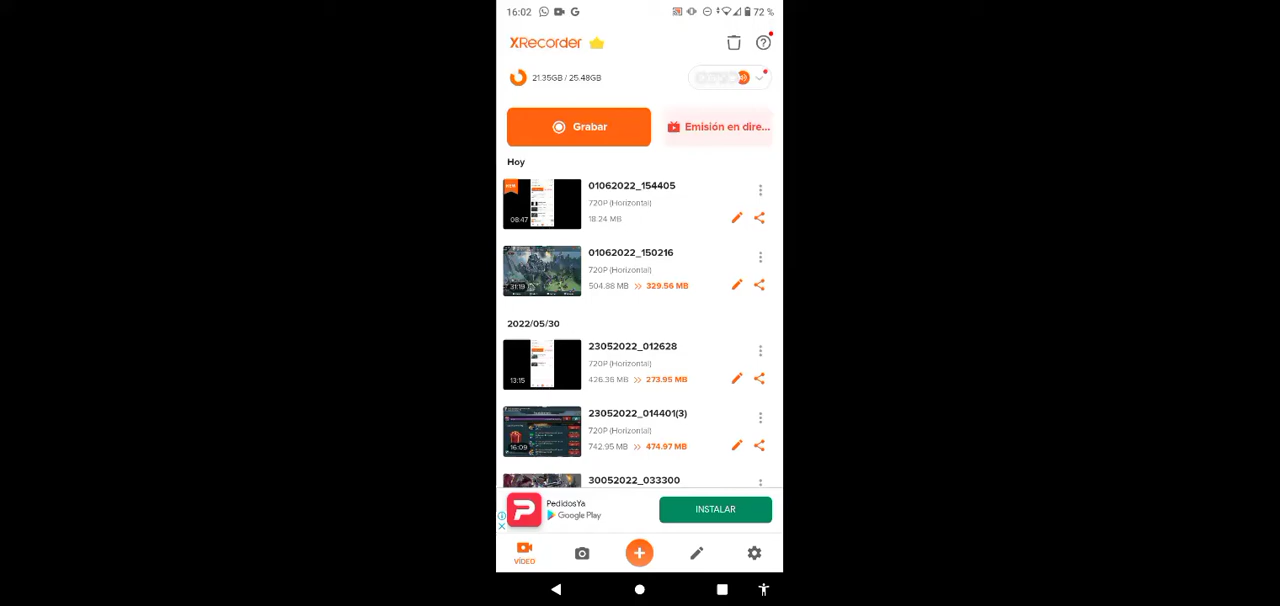 16:02 72 %
XRecorder
21.35GB / 25.48GB
Grabar
Emisión en dire...
Hoy
01062022_154405
720P (Horizontal)
18.24 MB
08:47
01062022_150216
720P (Horizontal)
504.88 MB >> 329.56 MB
31:19
2022/05/30
23052022_012628
720P (Horizontal)
426.36 MB >> 273.95 MB
13:15
23052022_014401(3)
720P (Horizontal)
742.95 MB >> 474.97 MB
16:09
30052022_033300
PedidosYa
Google Play
INSTALAR
VÍDEO